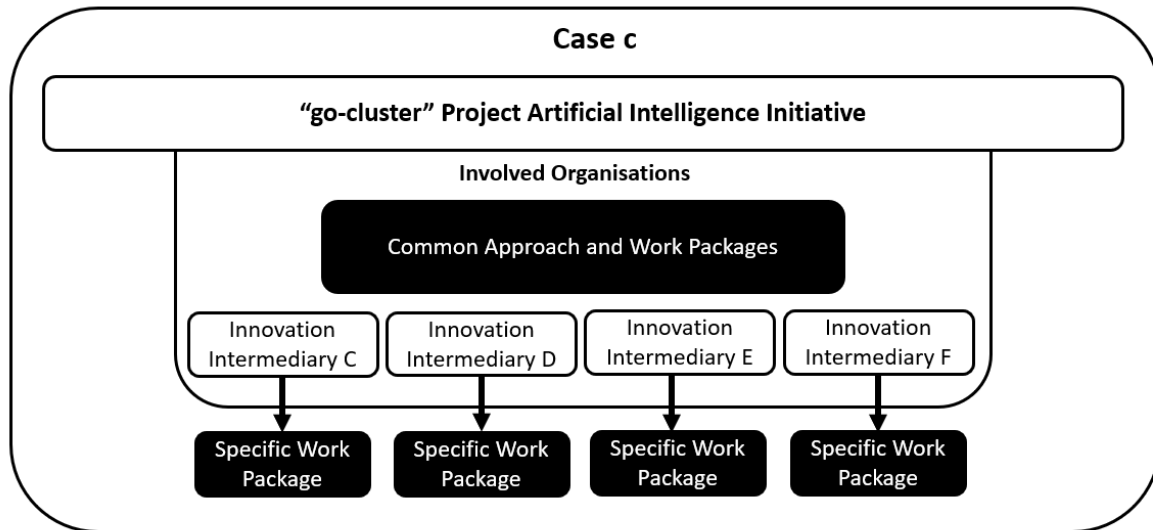 Case c
“go-cluster” Project Artificial Intelligence Initiative
Involved Organisations
Common Approach and Work Packages
Innovation
Intermediary C
Innovation
Intermediary D
Innovation
Intermediary E
Innovation
Intermediary F
Specific Work
Package
Specific Work
Package
Specific Work
Package
Specific Work
Package